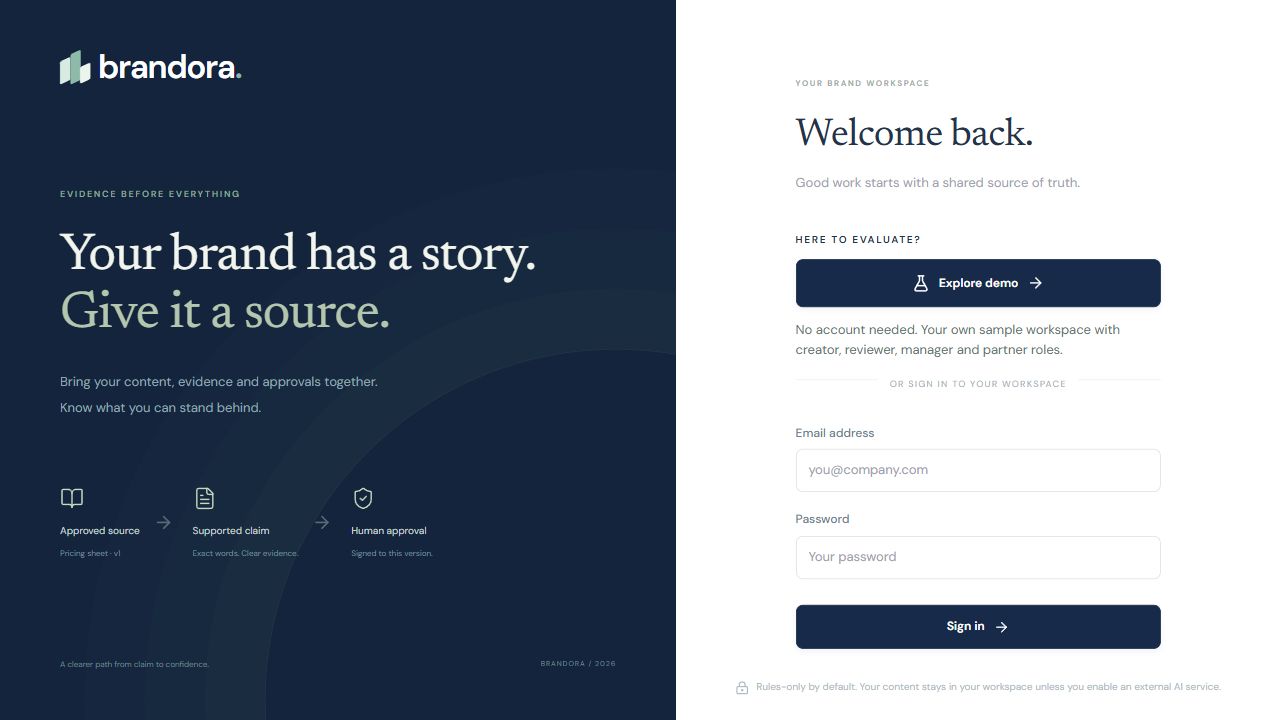 brandora.
EVIDENCE BEFORE EVERYTHING
Your brand has a story.
Give it a source.
Bring your content, evidence and approvals together.
Know what you can stand behind.
Approved source
Pricing sheet · v1
Supported claim
Exact words. Clear evidence.
Human approval
Signed to this version.
A clearer path from claim to confidence.
BRANDORA / 2026
YOUR BRAND WORKSPACE
Welcome back.
Good work starts with a shared source of truth.
HERE TO EVALUATE?
Explore demo
No account needed. Your own sample workspace with
creator, reviewer, manager and partner roles.
OR SIGN IN TO YOUR WORKSPACE
Email address
you@company.com
Password
Your password
Sign in
Rules-only by default. Your content stays in your workspace unless you enable an external AI service.